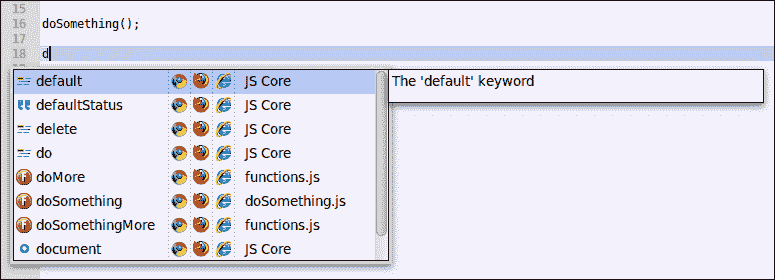 15
16 doSomething();
17
18 d
default JS Core The 'default' keyword
defaultStatus JS Core
delete JS Core
do JS Core
doMore functions.js
doSomething doSomething.js
doSomethingMore functions.js
document JS Core